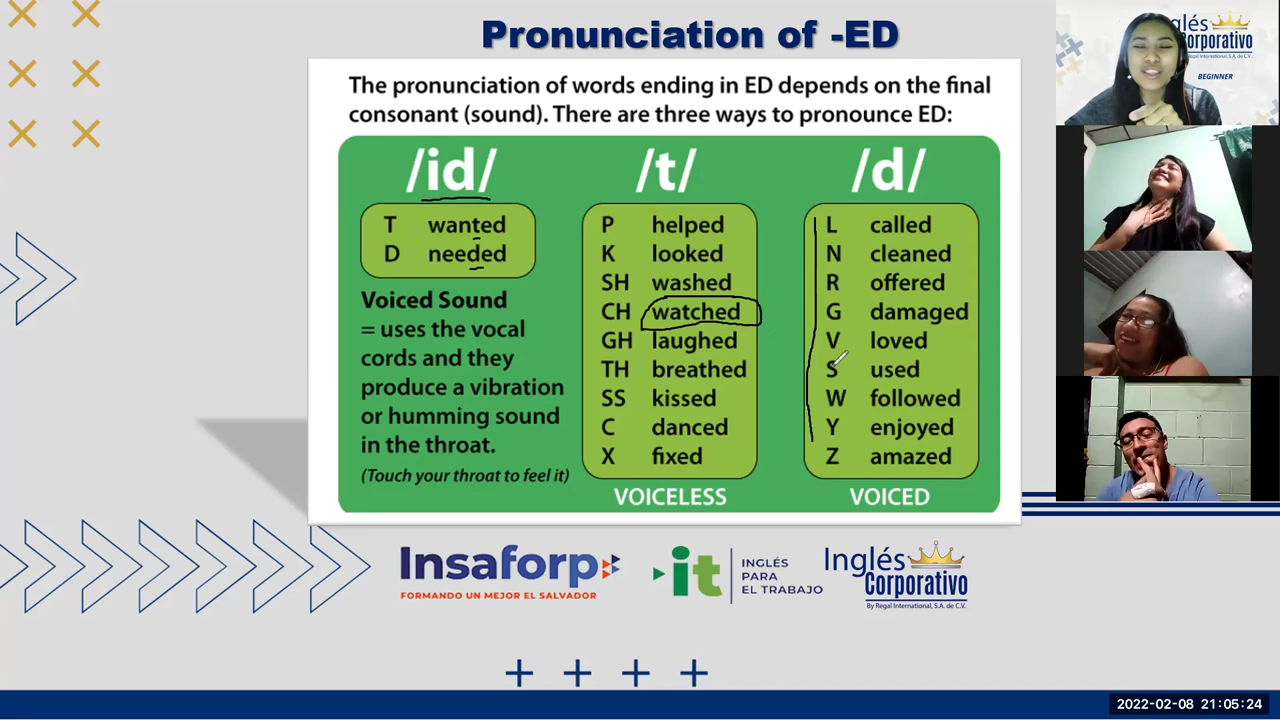 Pronunciation of -ED
The pronunciation of words ending in ED depends on the final
consonant (sound). There are three ways to pronounce ED:
/id/
T wanted
D needed
Voiced Sound
= uses the vocal
cords and they
produce a vibration
or humming sound
in the throat.
(Touch your throat to feel it)
/t/
P helped
K looked
SH washed
CH watched
GH laughed
TH breathed
SS kissed
C danced
X fixed
VOICELESS
/d/
L called
N cleaned
R offered
G damaged
V loved
S used
W followed
Y enjoyed
Z amazed
VOICED
Insaforp
FORMANDO UN MEJOR EL SALVADOR
it
INGLÉS
PARA
EL TRABAJO
Inglés
Corporativo
By Regal International, S.A. de C.V.
BEGINNER
2022-02-08 21:05:24